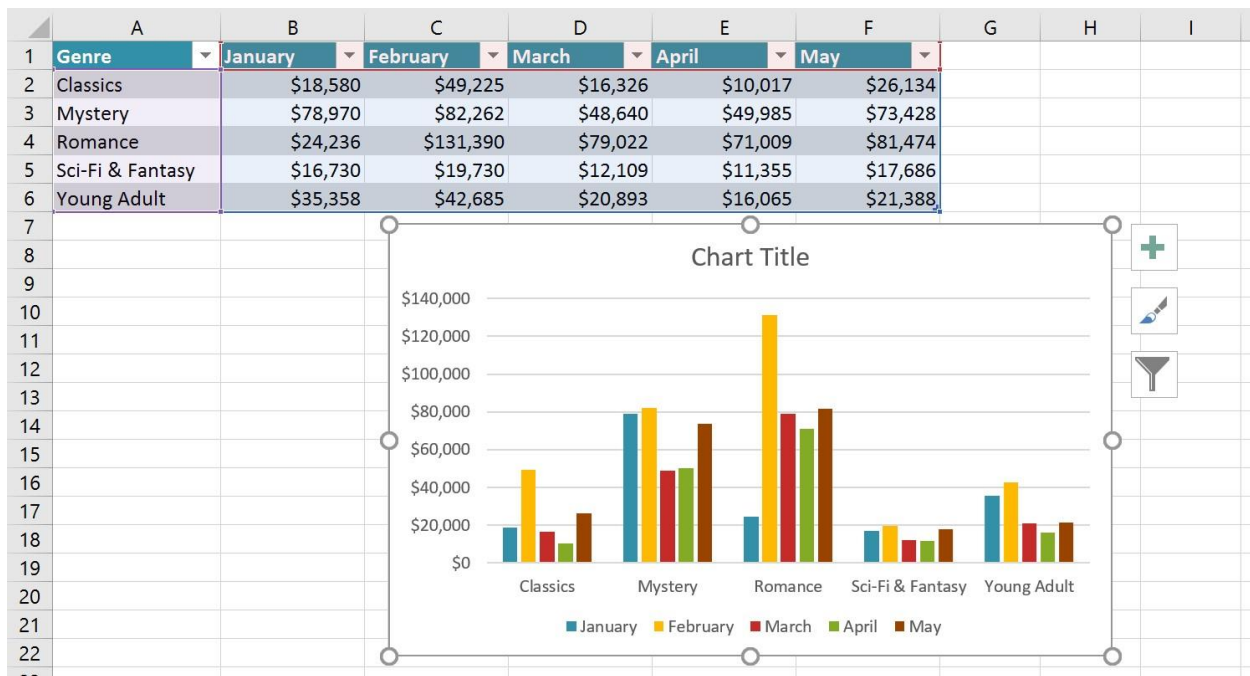 A B C D E F G H I
1 Genre January February March April May
2 Classics $18,580 $49,225 $16,326 $10,017 $26,134
3 Mystery $78,970 $82,262 $48,640 $49,985 $73,428
4 Romance $24,236 $131,390 $79,022 $71,009 $81,474
5 Sci-Fi & Fantasy $16,730 $19,730 $12,109 $11,355 $17,686
6 Young Adult $35,358 $42,685 $20,893 $16,065 $21,388
7
8
9
10
11
12
13
14
15
16
17
18
19
20
21
22
Chart Title
$140,000
$120,000
$100,000
$80,000
$60,000
$40,000
$20,000
$0
Classics Mystery Romance Sci-Fi & Fantasy Young Adult
January February March April May